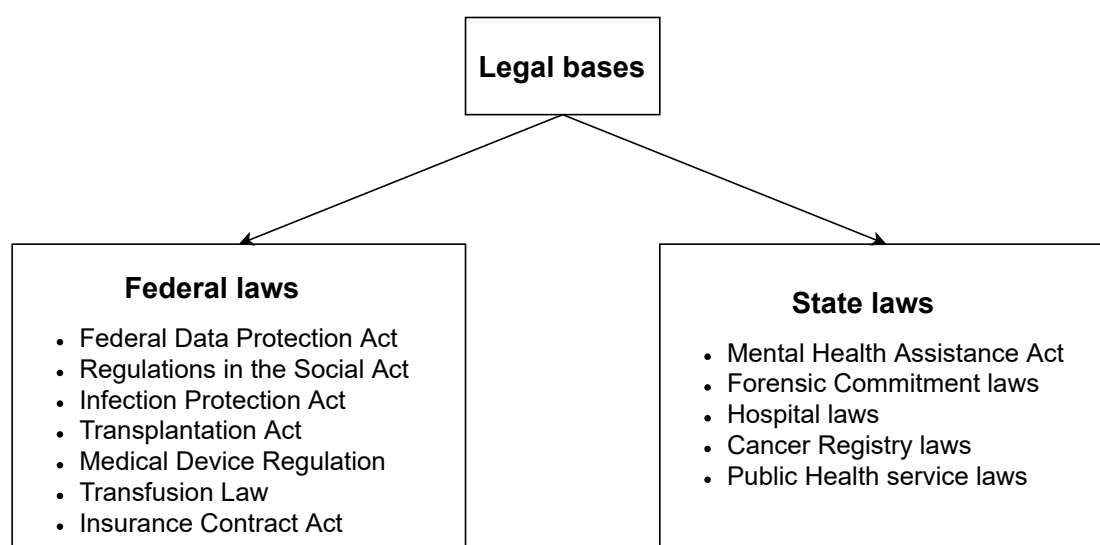 Legal bases
Federal laws
• Federal Data Protection Act
• Regulations in the Social Act
• Infection Protection Act
• Transplantation Act
• Medical Device Regulation
• Transfusion Law
• Insurance Contract Act
State laws
• Mental Health Assistance Act
• Forensic Commitment laws
• Hospital laws
• Cancer Registry laws
• Public Health service laws